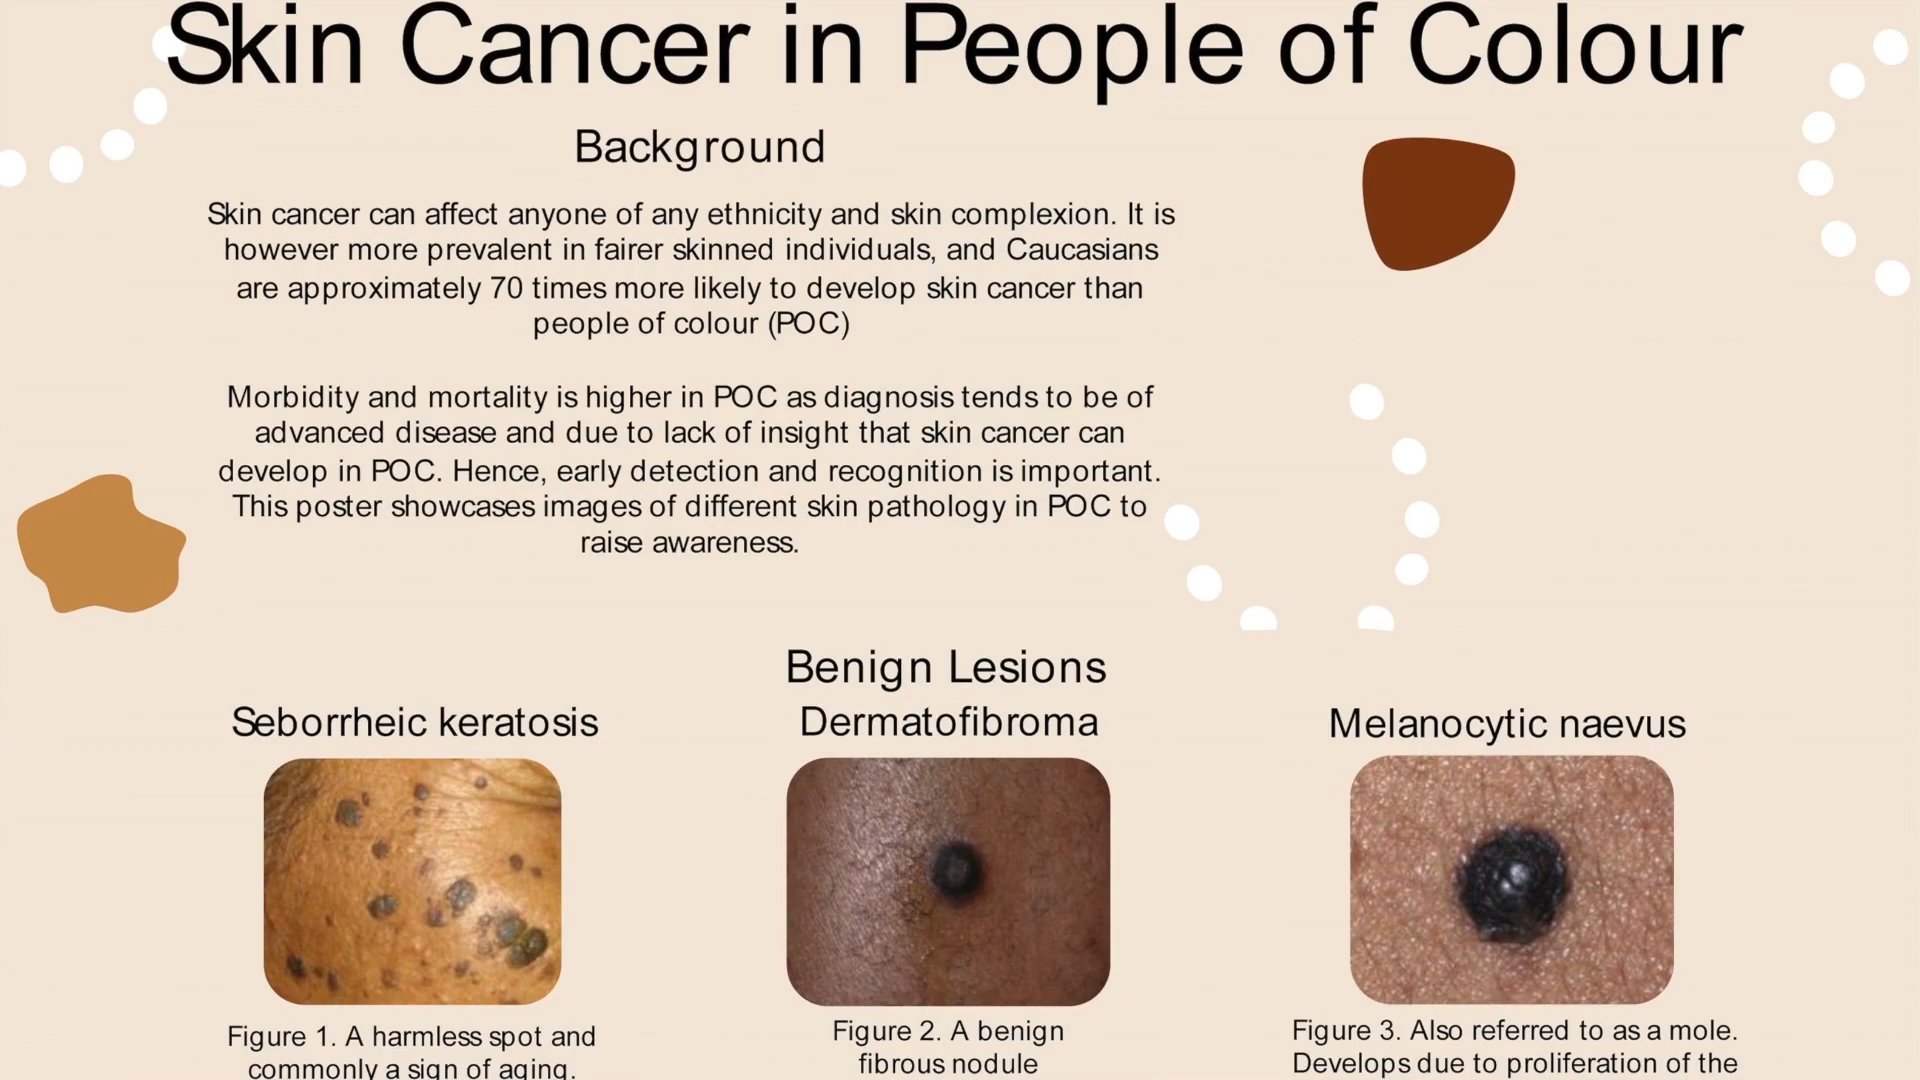 Skin Cancer in People of Colour
Background
Skin cancer can affect anyone of any ethnicity and skin complexion. It is
however more prevalent in fairer skinned individuals, and Caucasians
are approximately 70 times more likely to develop skin cancer than
people of colour (POC)
Morbidity and mortality is higher in POC as diagnosis tends to be of
advanced disease and due to lack of insight that skin cancer can
develop in POC. Hence, early detection and recognition is important.
This poster showcases images of different skin pathology in POC to
raise awareness.
Benign Lesions
Seborrheic keratosis
Figure 1. A harmless spot and
commonly a sign of aging.
Dermatofibroma
Figure 2. A benign
fibrous nodule
Melanocytic naevus
Figure 3. Also referred to as a mole.
Develops due to proliferation of the